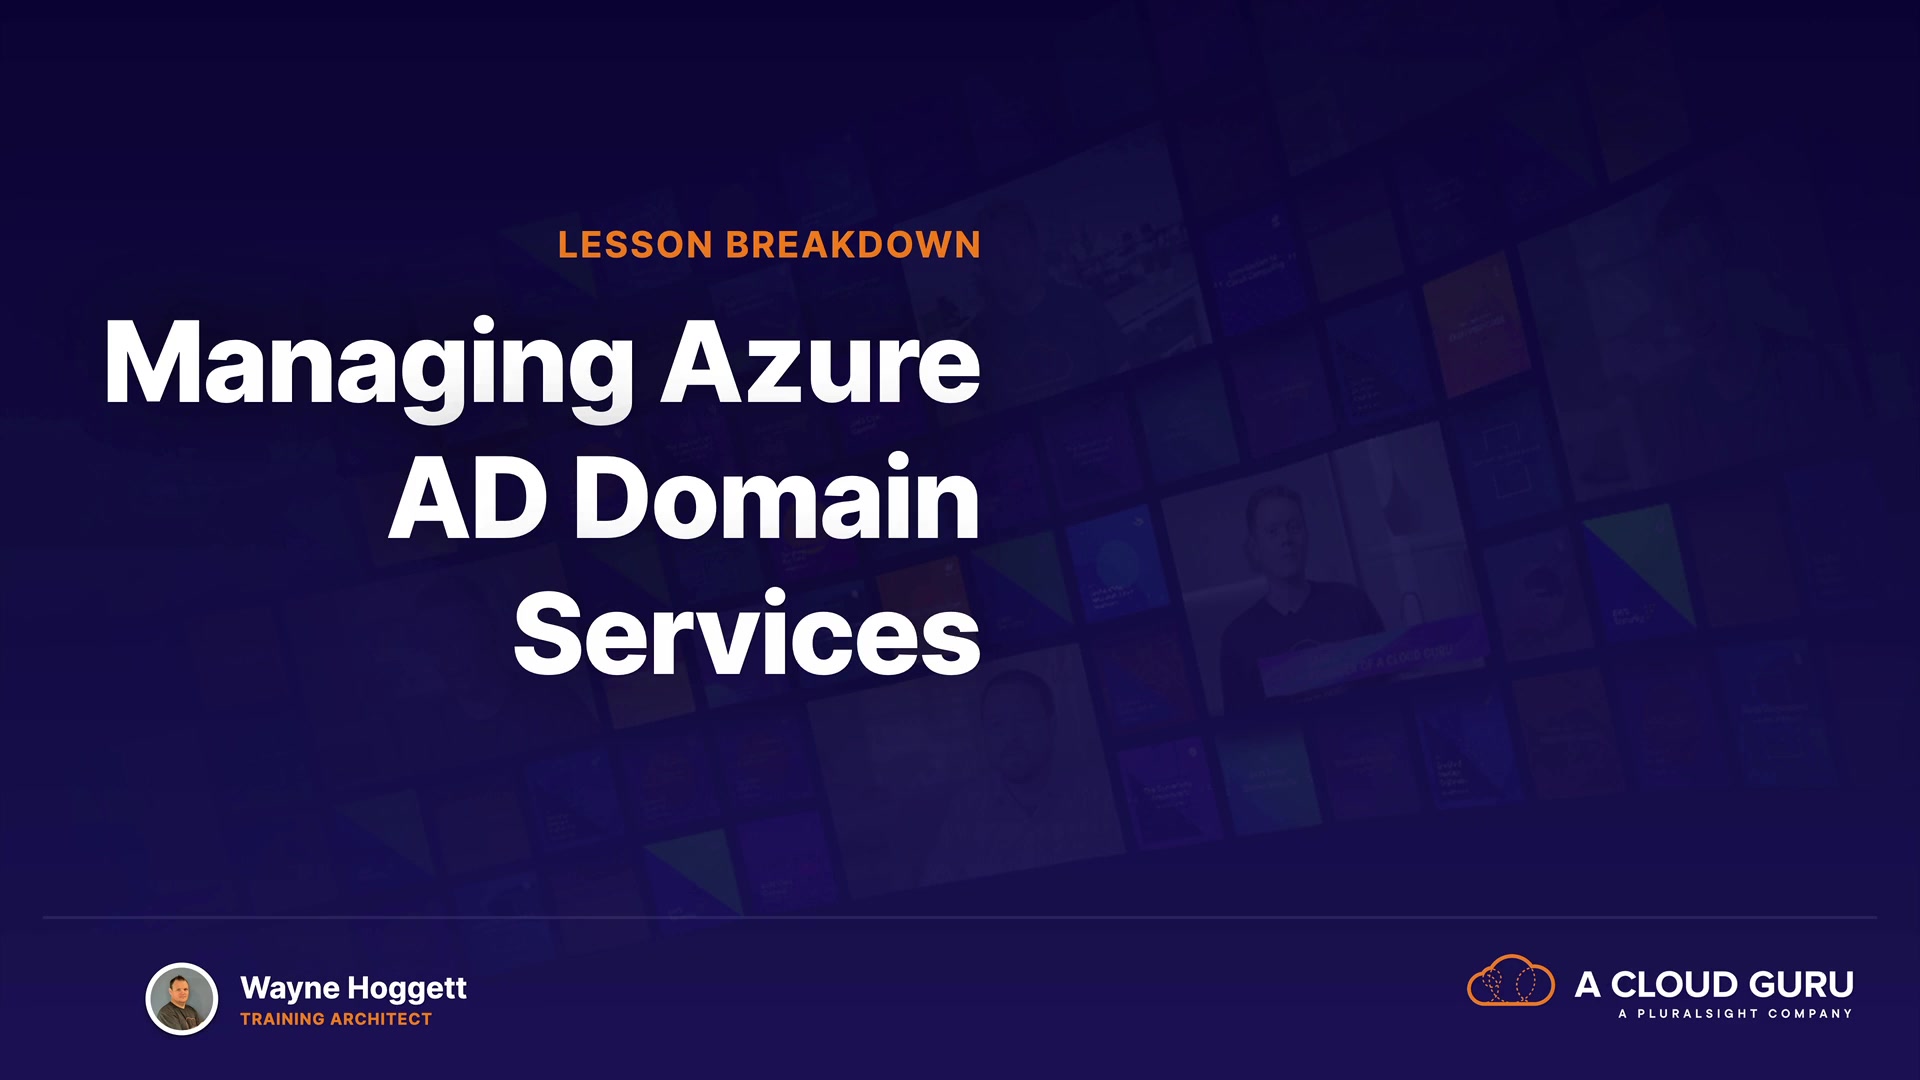 LESSON BREAKDOWN
Managing Azure
AD Domain
Services
Wayne Hoggett
TRAINING ARCHITECT
A CLOUD GURU
A PLURALSIGHT COMPANY